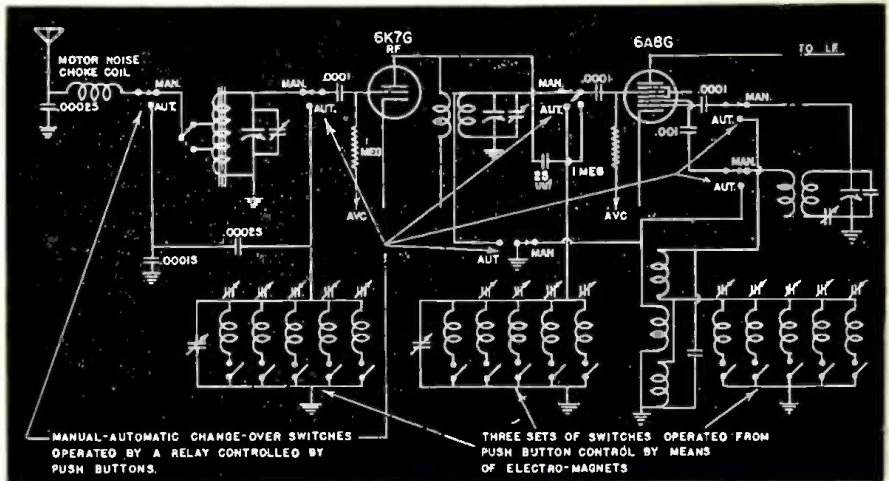 6K7G
RF
6A8G
TO I.F.
MOTOR NOISE
CHOKE COIL
MAN.
AUT.
.00025
MAN.
AUT.
.0001
1
MEG
AVC
MAN.
AUT.
.0001
25
UUF
1 MEG
AVC
.0001
MAN.
AUT.
.001
MAN.
AUT.
.00025
.00015
AUT
MAN
MANUAL-AUTOMATIC CHANGE-OVER SWITCHES
OPERATED BY A RELAY CONTROLLED BY
PUSH BUTTONS.
THREE SETS OF SWITCHES OPERATED FROM
PUSH BUTTON CONTROL BY MEANS
OF ELECTRO-MAGNETS